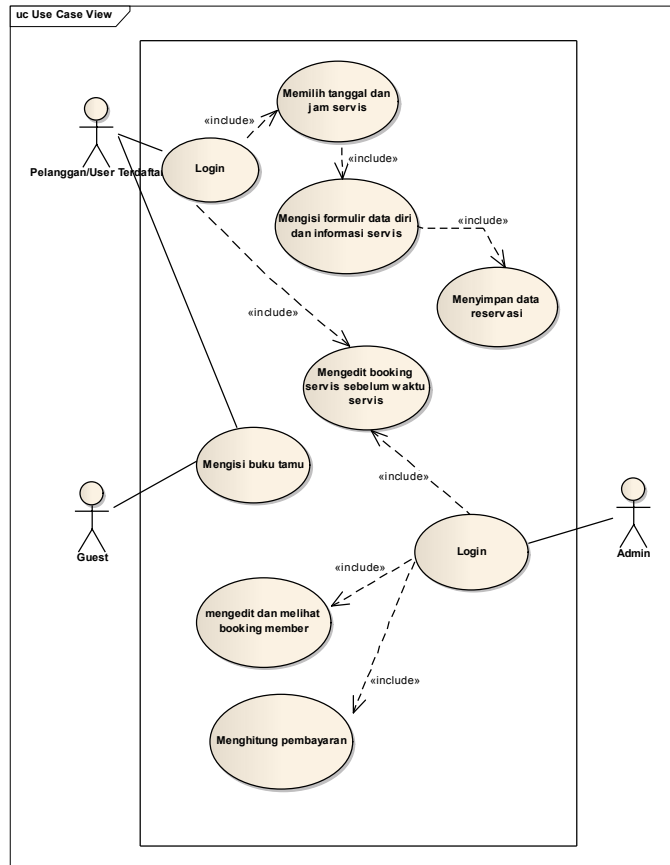 uc Use Case View
Memilih tanggal dan
jam servis
«include»
Login
Pelanggan/User Terdafta
«include»
Mengisi formulir data diri
dan informasi servis
«include»
Menyimpan data
reservasi
«include»
Mengedit booking
servis sebelum waktu
servis
Mengisi buku tamu
«include»
Guest
Login
Admin
«include»
mengedit dan melihat
booking member
«include»
Menghitung pembayaran